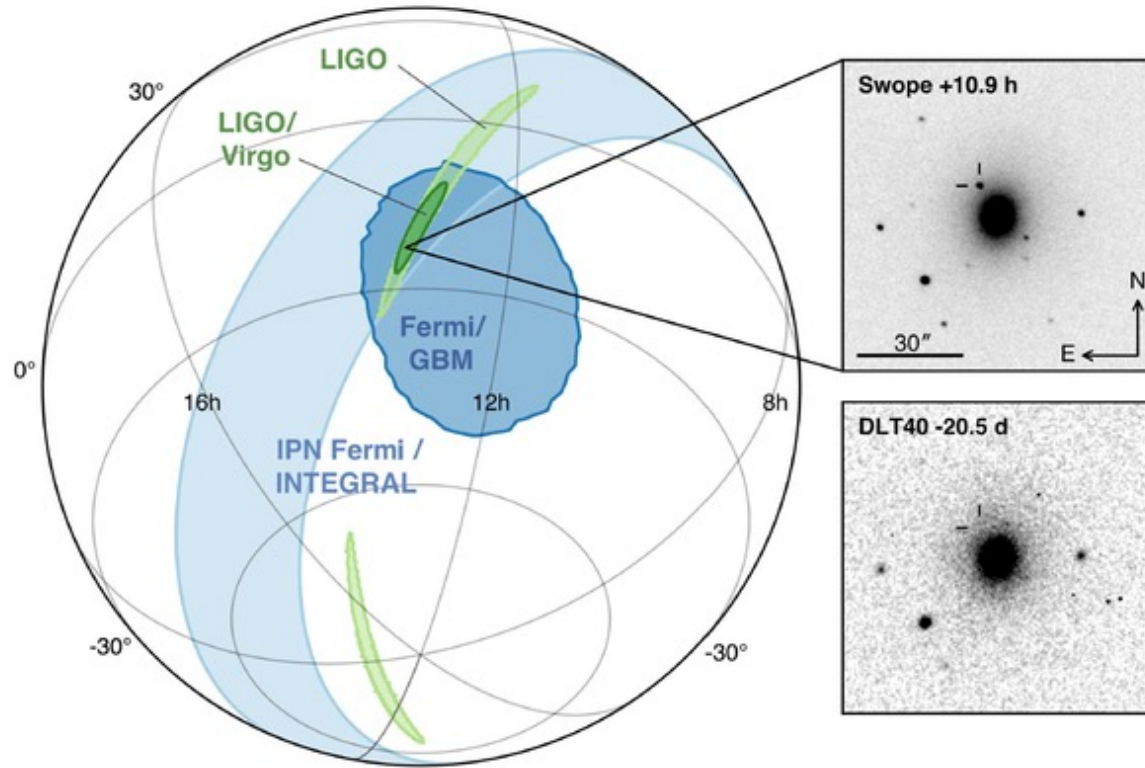 LIGO
LIGO/
Virgo
30°
0°
16h
12h
8h
Fermi/
GBM
IPN Fermi /
INTEGRAL
-30°
-30°
Swope +10.9 h
N
E
30″
DLT40 -20.5 d